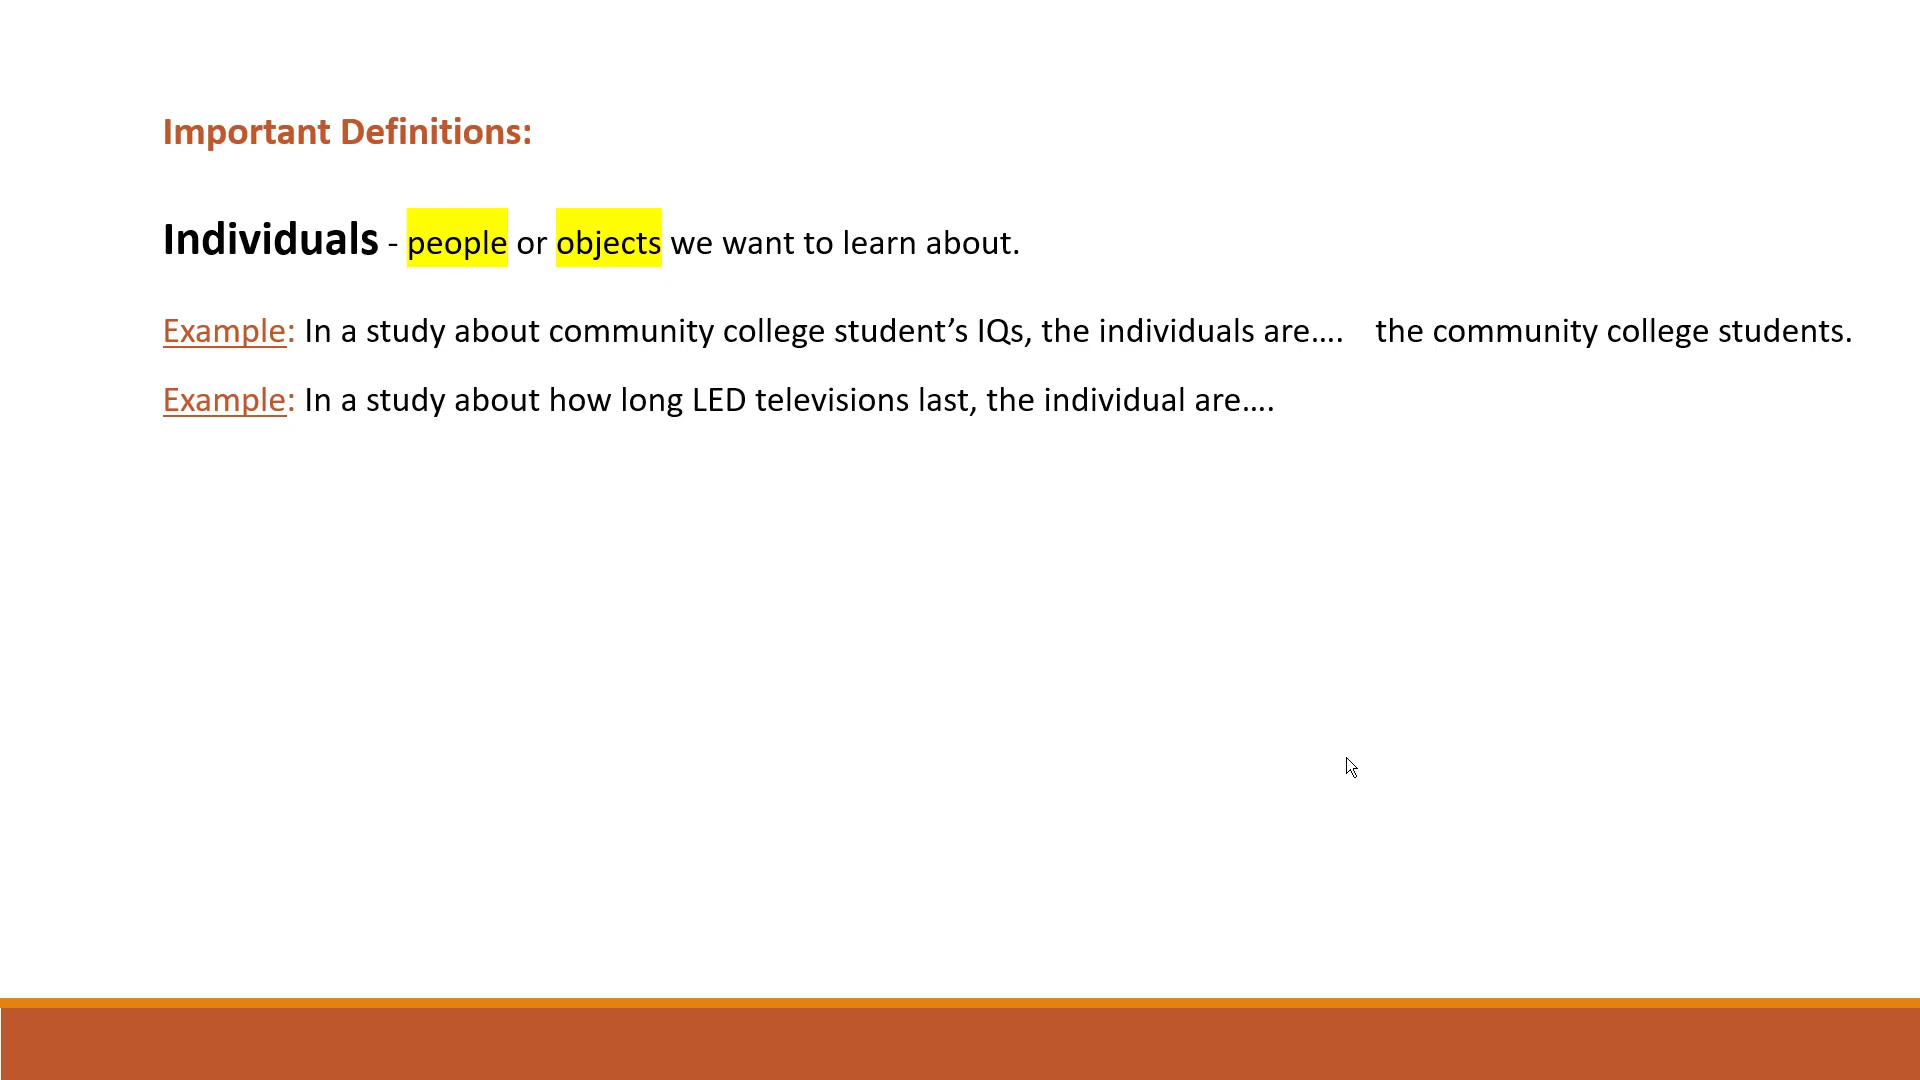 Important Definitions:
Individuals - people or objects we want to learn about.
Example: In a study about community college student’s IQs, the individuals are…. the community college students.
Example: In a study about how long LED televisions last, the individual are….